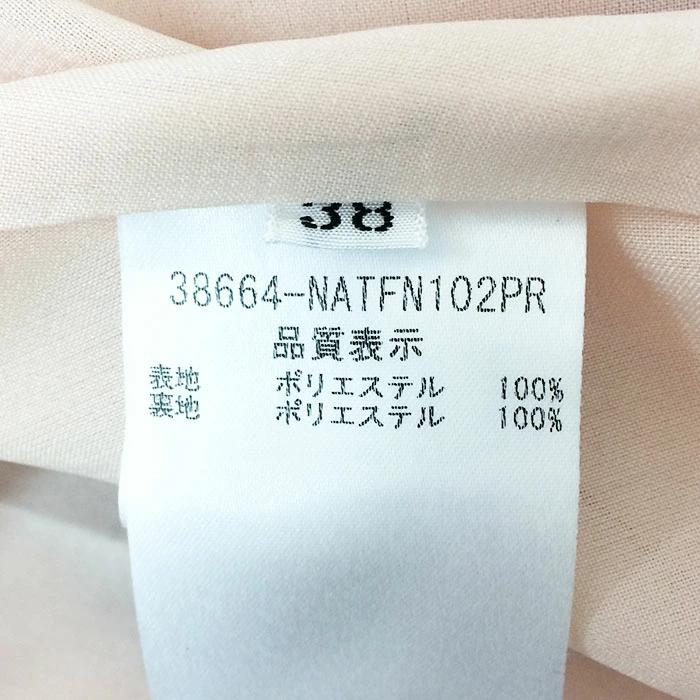 38
38664-NATFN102PR
品質表示
表地 ポリエステル 100%
裏地 ポリエステル 100%